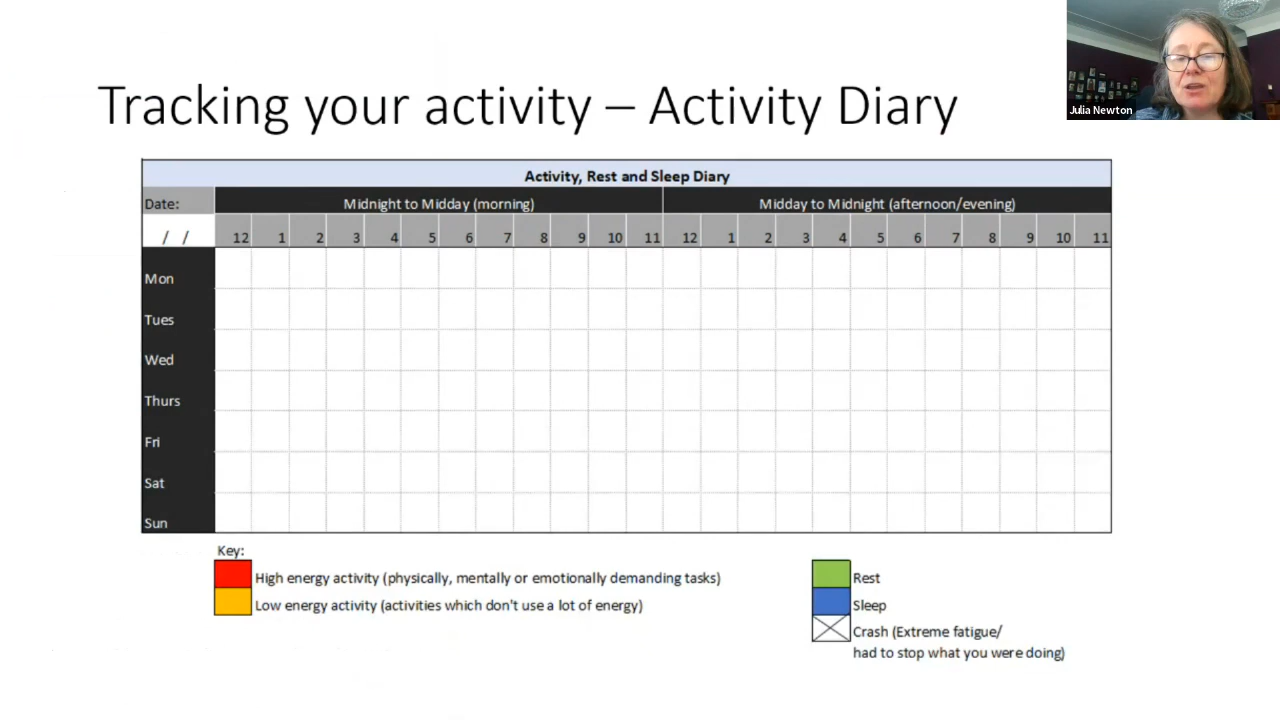 Tracking your activity – Activity Diary
Julia Newton
Activity, Rest and Sleep Diary
Date: Midnight to Midday (morning) Midday to Midnight (afternoon/evening)
/ / 12 1 2 3 4 5 6 7 8 9 10 11 12 1 2 3 4 5 6 7 8 9 10 11
Mon
Tues
Wed
Thurs
Fri
Sat
Sun
Key:
High energy activity (physically, mentally or emotionally demanding tasks)
Low energy activity (activities which don't use a lot of energy)
Rest
Sleep
Crash (Extreme fatigue/
had to stop what you were doing)